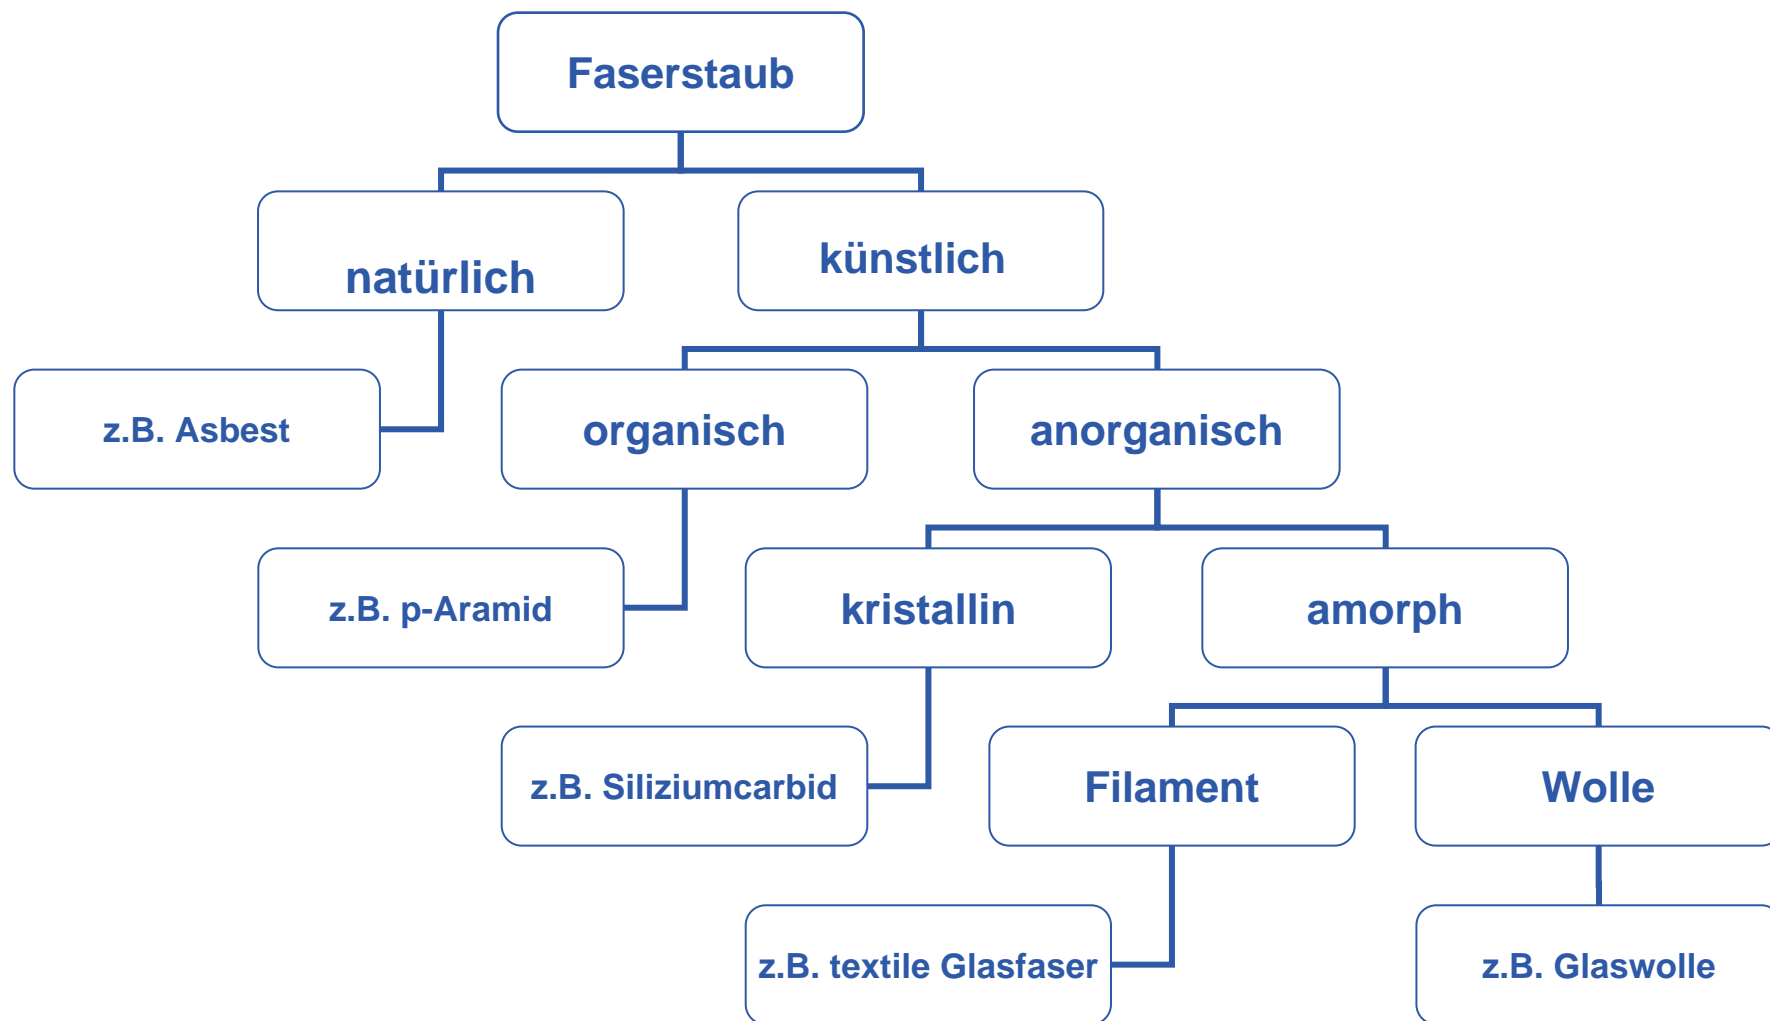 Faserstaub
natürlich
künstlich
z.B. Asbest
organisch
anorganisch
z.B. p-Aramid
kristallin
amorph
z.B. Siliziumcarbid
Filament
Wolle
z.B. textile Glasfaser
z.B. Glaswolle